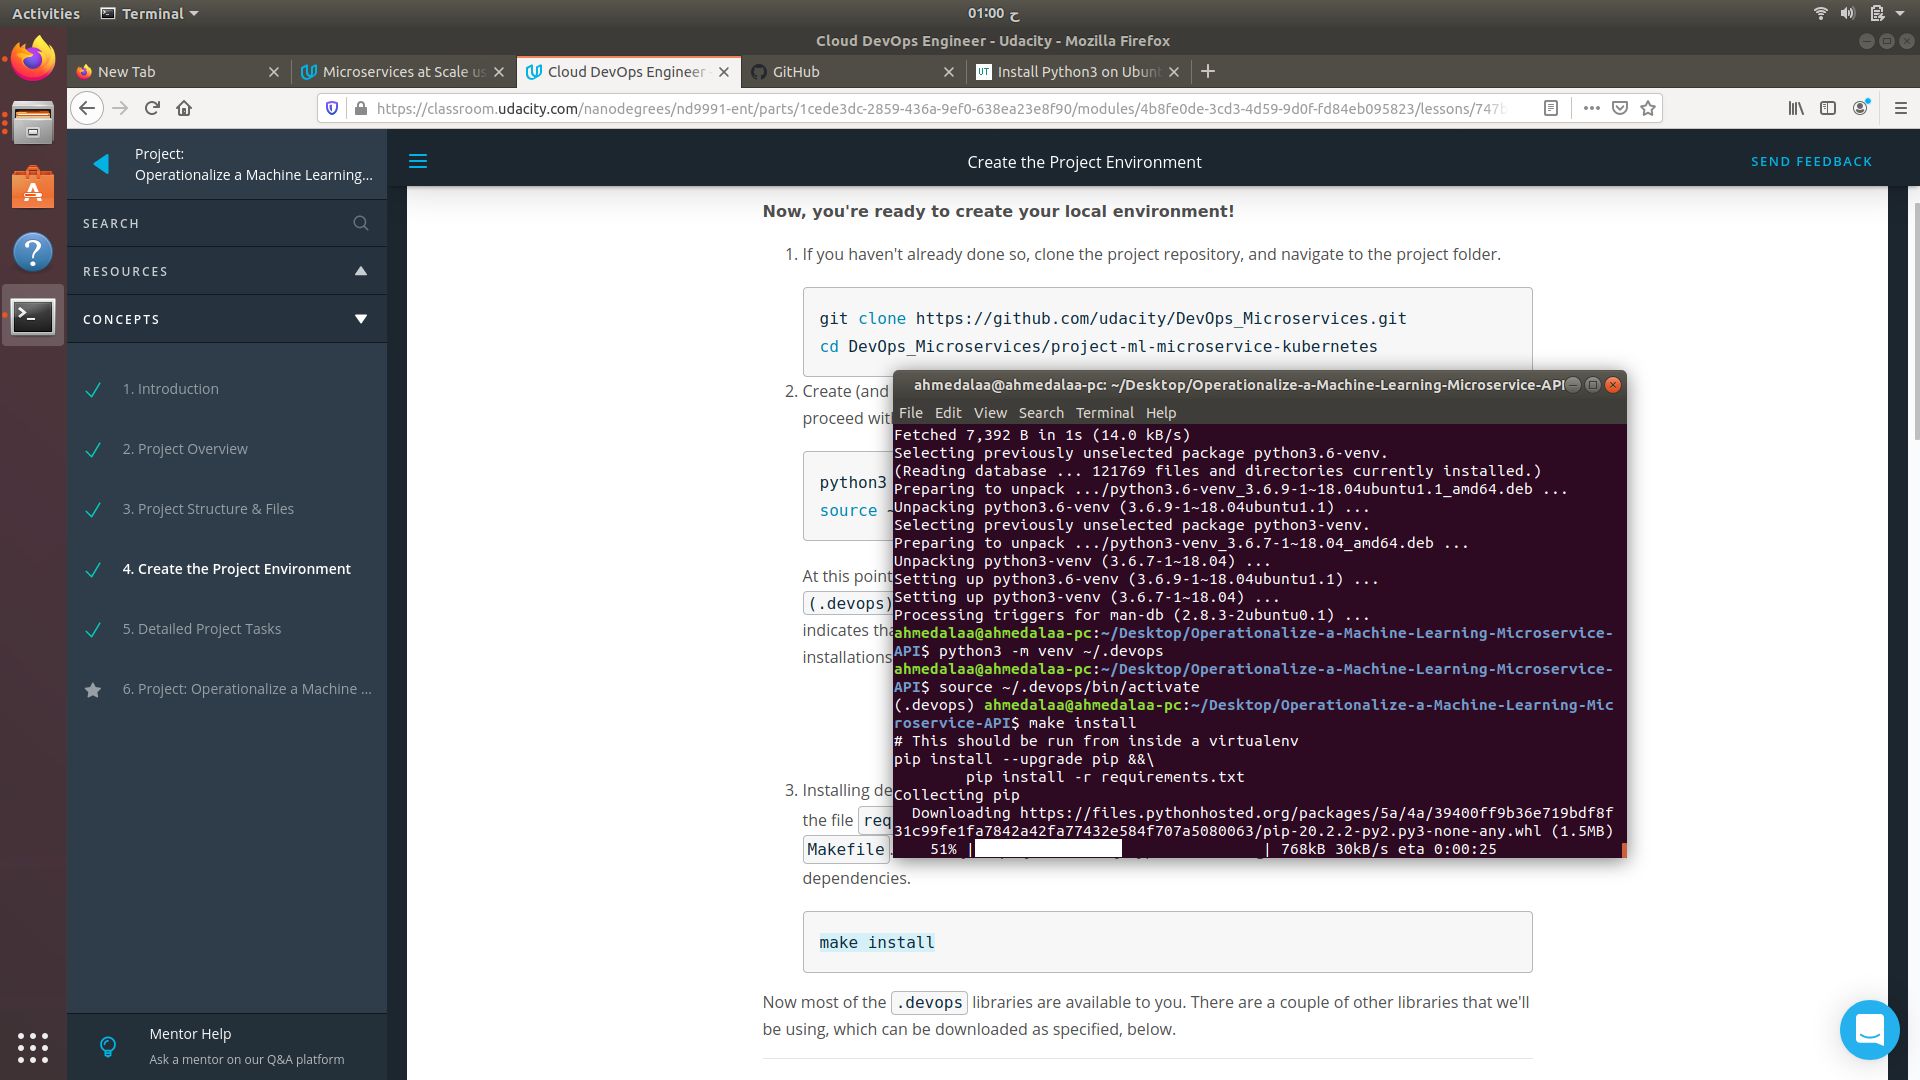 Activities
Terminal
01:00 ح
Cloud DevOps Engineer - Udacity - Mozilla Firefox
New Tab
Microservices at Scale us
Cloud DevOps Engineer -
GitHub
UT
Install Python3 on Ubunt
https://classroom.udacity.com/nanodegrees/nd9991-ent/parts/1cede3dc-2859-436a-9ef0-638ea23e8f90/modules/4b8fe0de-3cd3-4d59-9d0f-fd84eb095823/lessons/747b
Project:
Operationalize a Machine Learning...
Create the Project Environment
SEND FEEDBACK
SEARCH
RESOURCES
CONCEPTS
1. Introduction
2. Project Overview
3. Project Structure & Files
4. Create the Project Environment
5. Detailed Project Tasks
6. Project: Operationalize a Machine ...
Mentor Help
Ask a mentor on our Q&A platform
Now, you're ready to create your local environment!
1. If you haven't already done so, clone the project repository, and navigate to the project folder.
git clone https://github.com/udacity/DevOps_Microservices.git
cd DevOps_Microservices/project-ml-microservice-kubernetes
2. Create (and
proceed wit
python3
source ~
At this point
(.devops)
indicates tha
installations
3. Installing de
the file req
Makefile.
dependencies.
make install
Now most of the .devops libraries are available to you. There are a couple of other libraries that we'll
be using, which can be downloaded as specified, below.
ahmedalaa@ahmedalaa-pc: ~/Desktop/Operationalize-a-Machine-Learning-Microservice-API
File Edit View Search Terminal Help
Fetched 7,392 B in 1s (14.0 kB/s)
Selecting previously unselected package python3.6-venv.
(Reading database ... 121769 files and directories currently installed.)
Preparing to unpack .../python3.6-venv_3.6.9-1~18.04ubuntu1.1_amd64.deb ...
Unpacking python3.6-venv (3.6.9-1~18.04ubuntu1.1) ...
Selecting previously unselected package python3-venv.
Preparing to unpack .../python3-venv_3.6.7-1~18.04_amd64.deb ...
Unpacking python3-venv (3.6.7-1~18.04) ...
Setting up python3.6-venv (3.6.9-1~18.04ubuntu1.1) ...
Setting up python3-venv (3.6.7-1~18.04) ...
Processing triggers for man-db (2.8.3-2ubuntu0.1) ...
ahmedalaa@ahmedalaa-pc:~/Desktop/Operationalize-a-Machine-Learning-Microservice-
API$ python3 -m venv ~/.devops
ahmedalaa@ahmedalaa-pc:~/Desktop/Operationalize-a-Machine-Learning-Microservice-
API$ source ~/.devops/bin/activate
(.devops) ahmedalaa@ahmedalaa-pc:~/Desktop/Operationalize-a-Machine-Learning-Mic
roservice-API$ make install
# This should be run from inside a virtualenv
pip install --upgrade pip &&\
pip install -r requirements.txt
Collecting pip
Downloading https://files.pythonhosted.org/packages/5a/4a/39400ff9b36e719bdf8f
31c99fe1fa7842a42fa77432e584f707a5080063/pip-20.2.2-py2.py3-none-any.whl (1.5MB)
51% | | 768kB 30kB/s eta 0:00:25